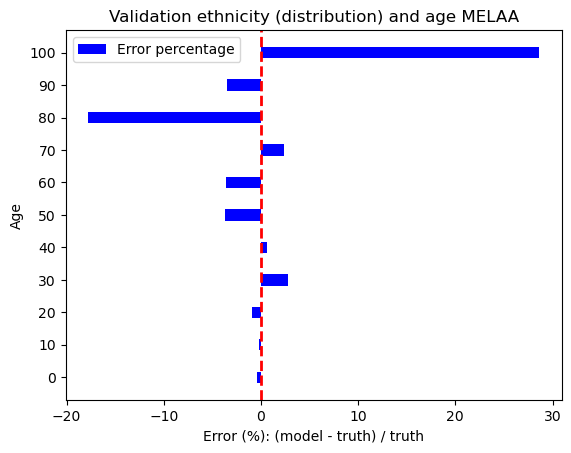 Validation ethnicity (distribution) and age MELAA
Error percentage
Age
100
90
80
70
60
50
40
30
20
10
0
−20 −10 0 10 20 30
Error (%): (model - truth) / truth